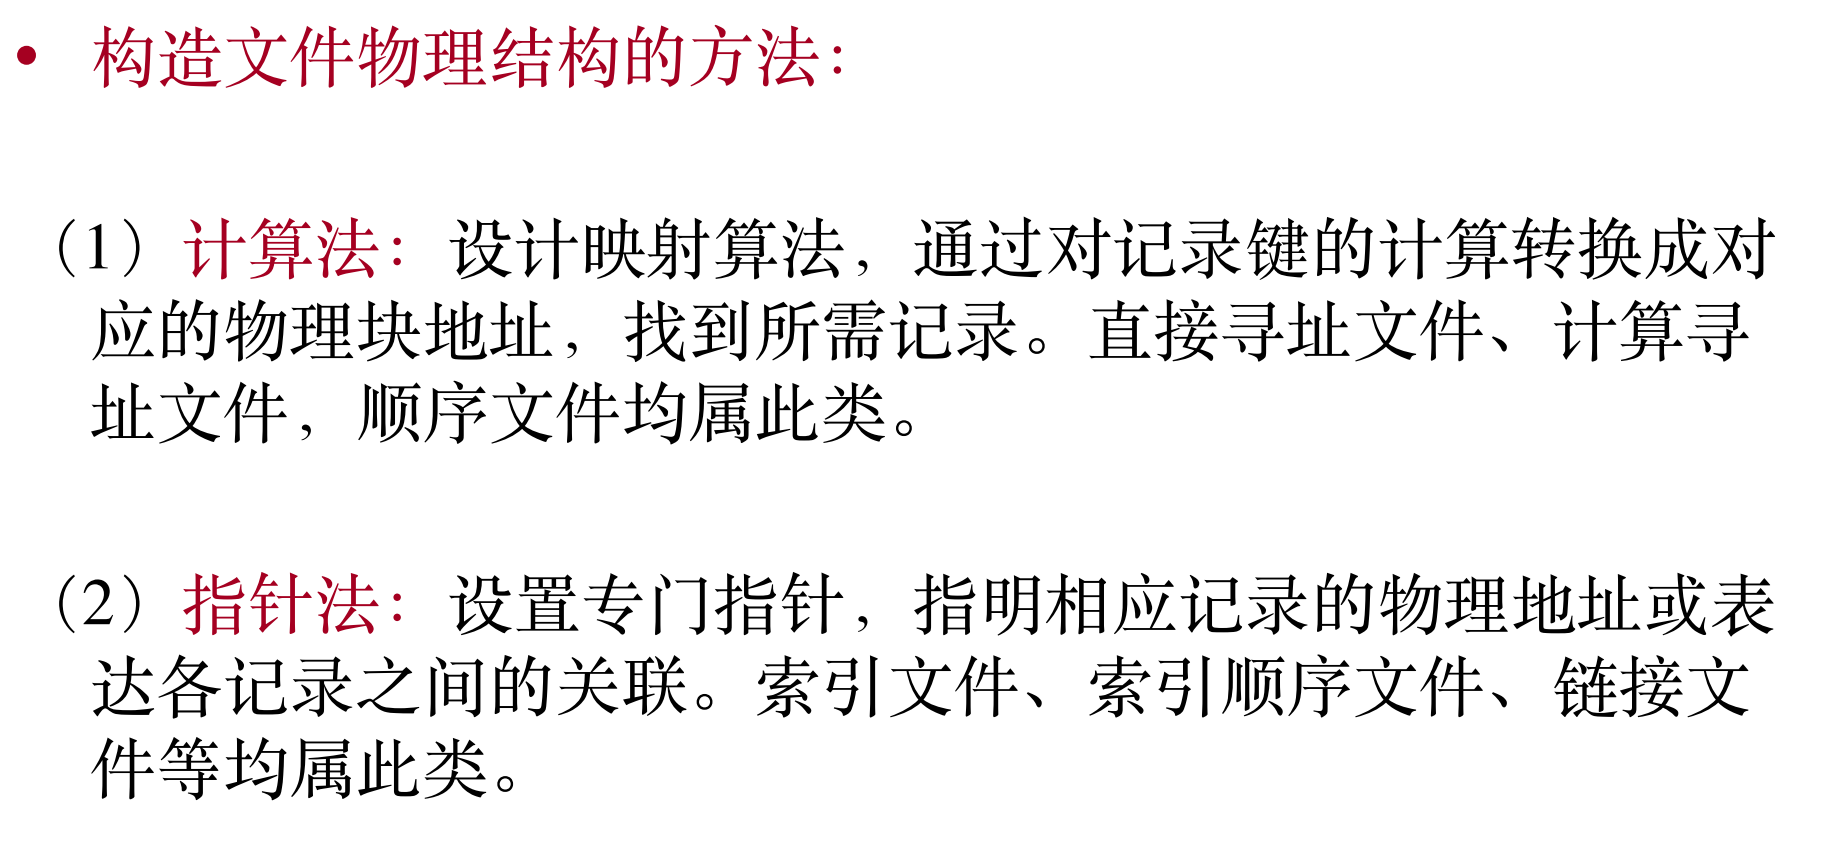 • 构造文件物理结构的方法：
（1）计算法：设计映射算法，通过对记录键的计算转换成对
应的物理块地址，找到所需记录。直接寻址文件、计算寻
址文件，顺序文件均属此类。
（2）指针法：设置专门指针，指明相应记录的物理地址或表
达各记录之间的关联。索引文件、索引顺序文件、链接文
件等均属此类。